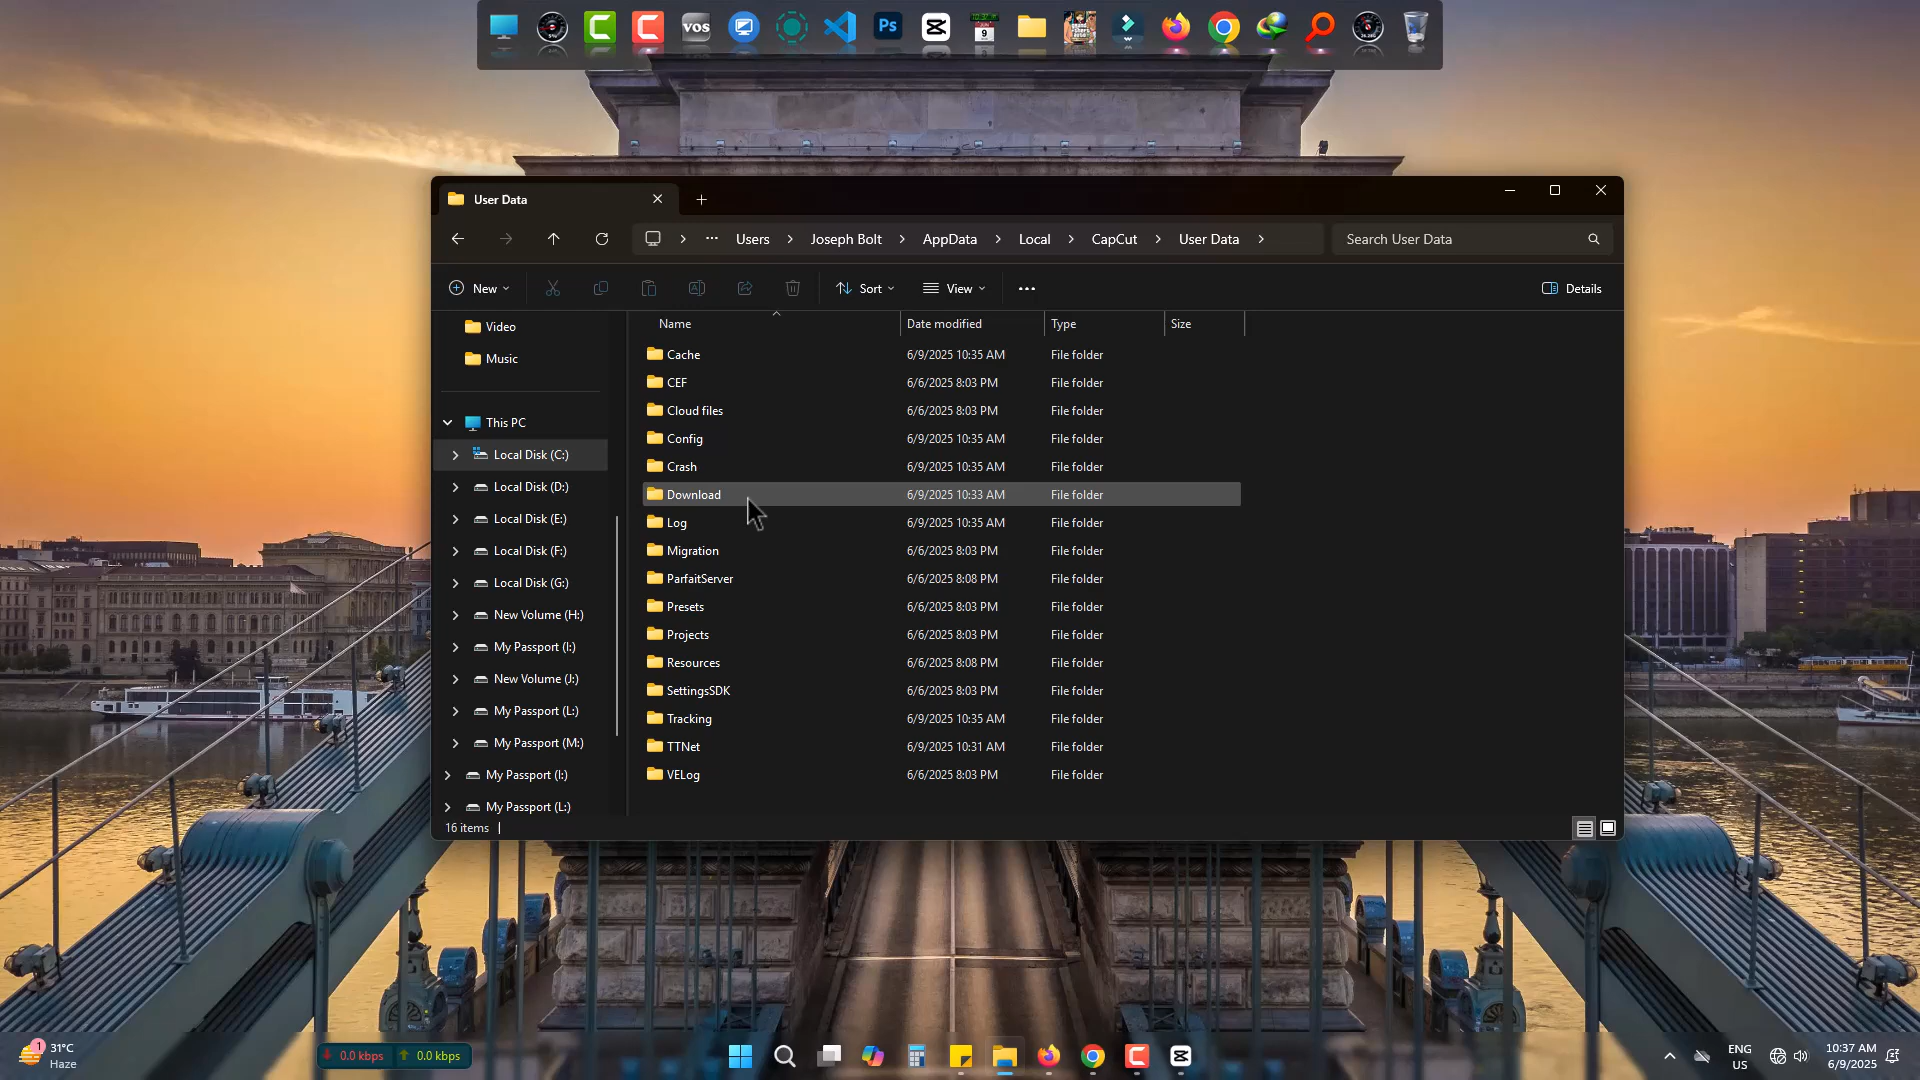 VOS
Ps
9
User Data
Users
Joseph Bolt
AppData
Local
CapCut
User Data
Search User Data
New
Sort
View
Details
Video
Music
This PC
Local Disk (C:)
Local Disk (D:)
Local Disk (E:)
Local Disk (F:)
Local Disk (G:)
New Volume (H:)
My Passport (I:)
New Volume (J:)
My Passport (L:)
My Passport (M:)
My Passport (I:)
My Passport (L:)
Name Date modified Type Size
Cache 6/9/2025 10:35 AM File folder
CEF 6/6/2025 8:03 PM File folder
Cloud files 6/6/2025 8:03 PM File folder
Config 6/9/2025 10:35 AM File folder
Crash 6/9/2025 10:35 AM File folder
Download 6/9/2025 10:33 AM File folder
Log 6/9/2025 10:35 AM File folder
Migration 6/6/2025 8:03 PM File folder
ParfaitServer 6/6/2025 8:08 PM File folder
Presets 6/6/2025 8:03 PM File folder
Projects 6/6/2025 8:03 PM File folder
Resources 6/6/2025 8:08 PM File folder
SettingsSDK 6/6/2025 8:03 PM File folder
Tracking 6/9/2025 10:35 AM File folder
TTNet 6/9/2025 10:31 AM File folder
VELog 6/6/2025 8:03 PM File folder
16 items
1
31°C
Haze
0.0 kbps
0.0 kbps
ENG
US
10:37 AM
6/9/2025